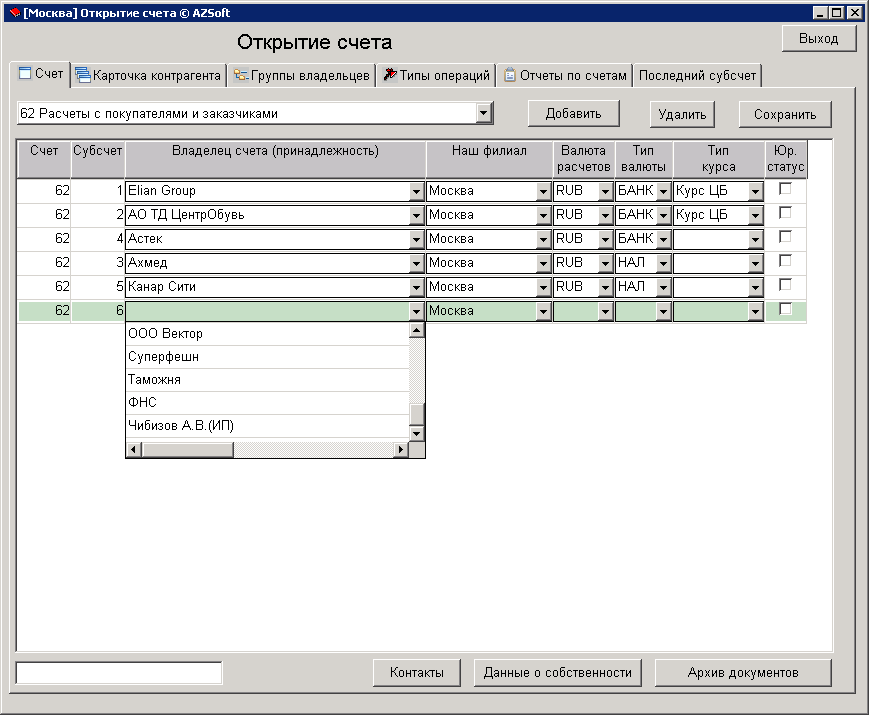 [Москва] Открытие счета © AZSoft
Открытие счета
Выход
Счет Карточка контрагента Группы владельцев Типы операций Отчеты по счетам Последний субсчет
62 Расчеты с покупателями и заказчиками Добавить Удалить Сохранить
Счет Субсчет Владелец счета (принадлежность) Наш филиал Валюта расчетов Тип валюты Тип курса Юр. статус
62 1 Elian Group Москва RUB БАНК Курс ЦБ
62 2 АО ТД ЦентрОбувь Москва RUB БАНК Курс ЦБ
62 4 Астек Москва RUB БАНК
62 3 Ахмед Москва RUB НАЛ
62 5 Канар Сити Москва RUB НАЛ
62 6 Москва
ООО Вектор
Суперфешн
Таможня
ФНС
Чибизов А.В.(ИП)
Контакты Данные о собственности Архив документов